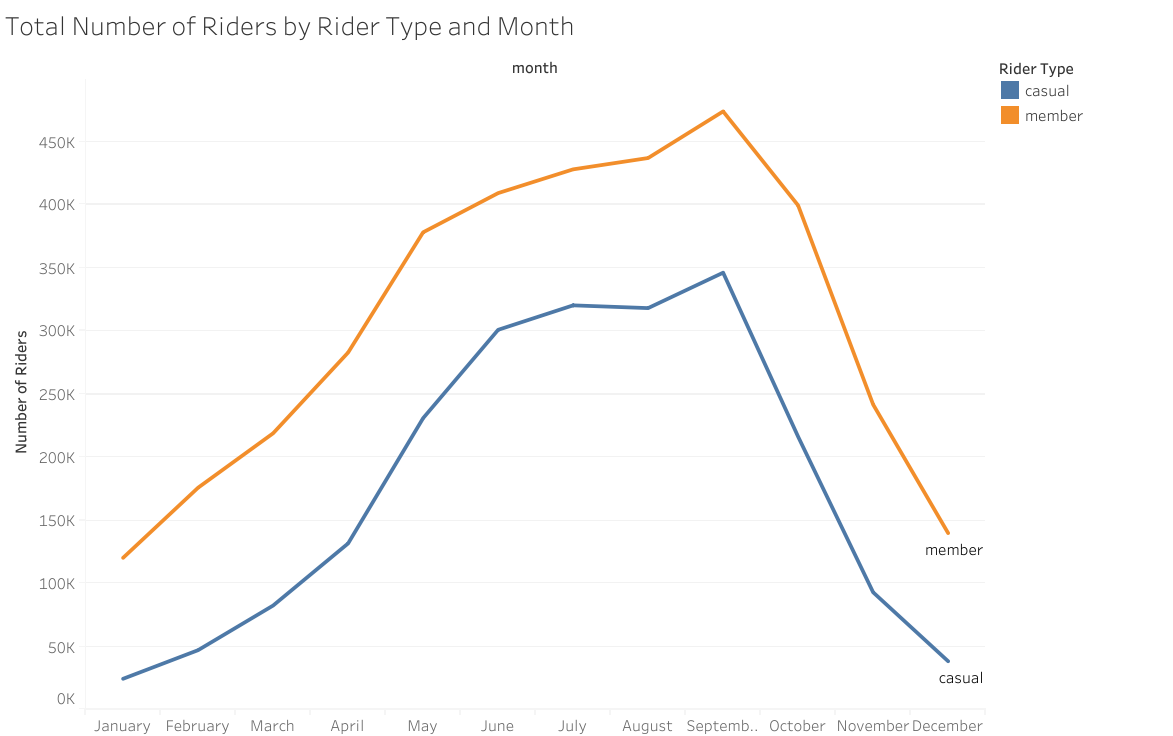 Total Number of Riders by Rider Type and Month
month
Rider Type
casual
member
Number of Riders
450K
400K
350K
300K
250K
200K
150K
100K
50K
0K
member
casual
January February March April May June July August Septemb.. October November December